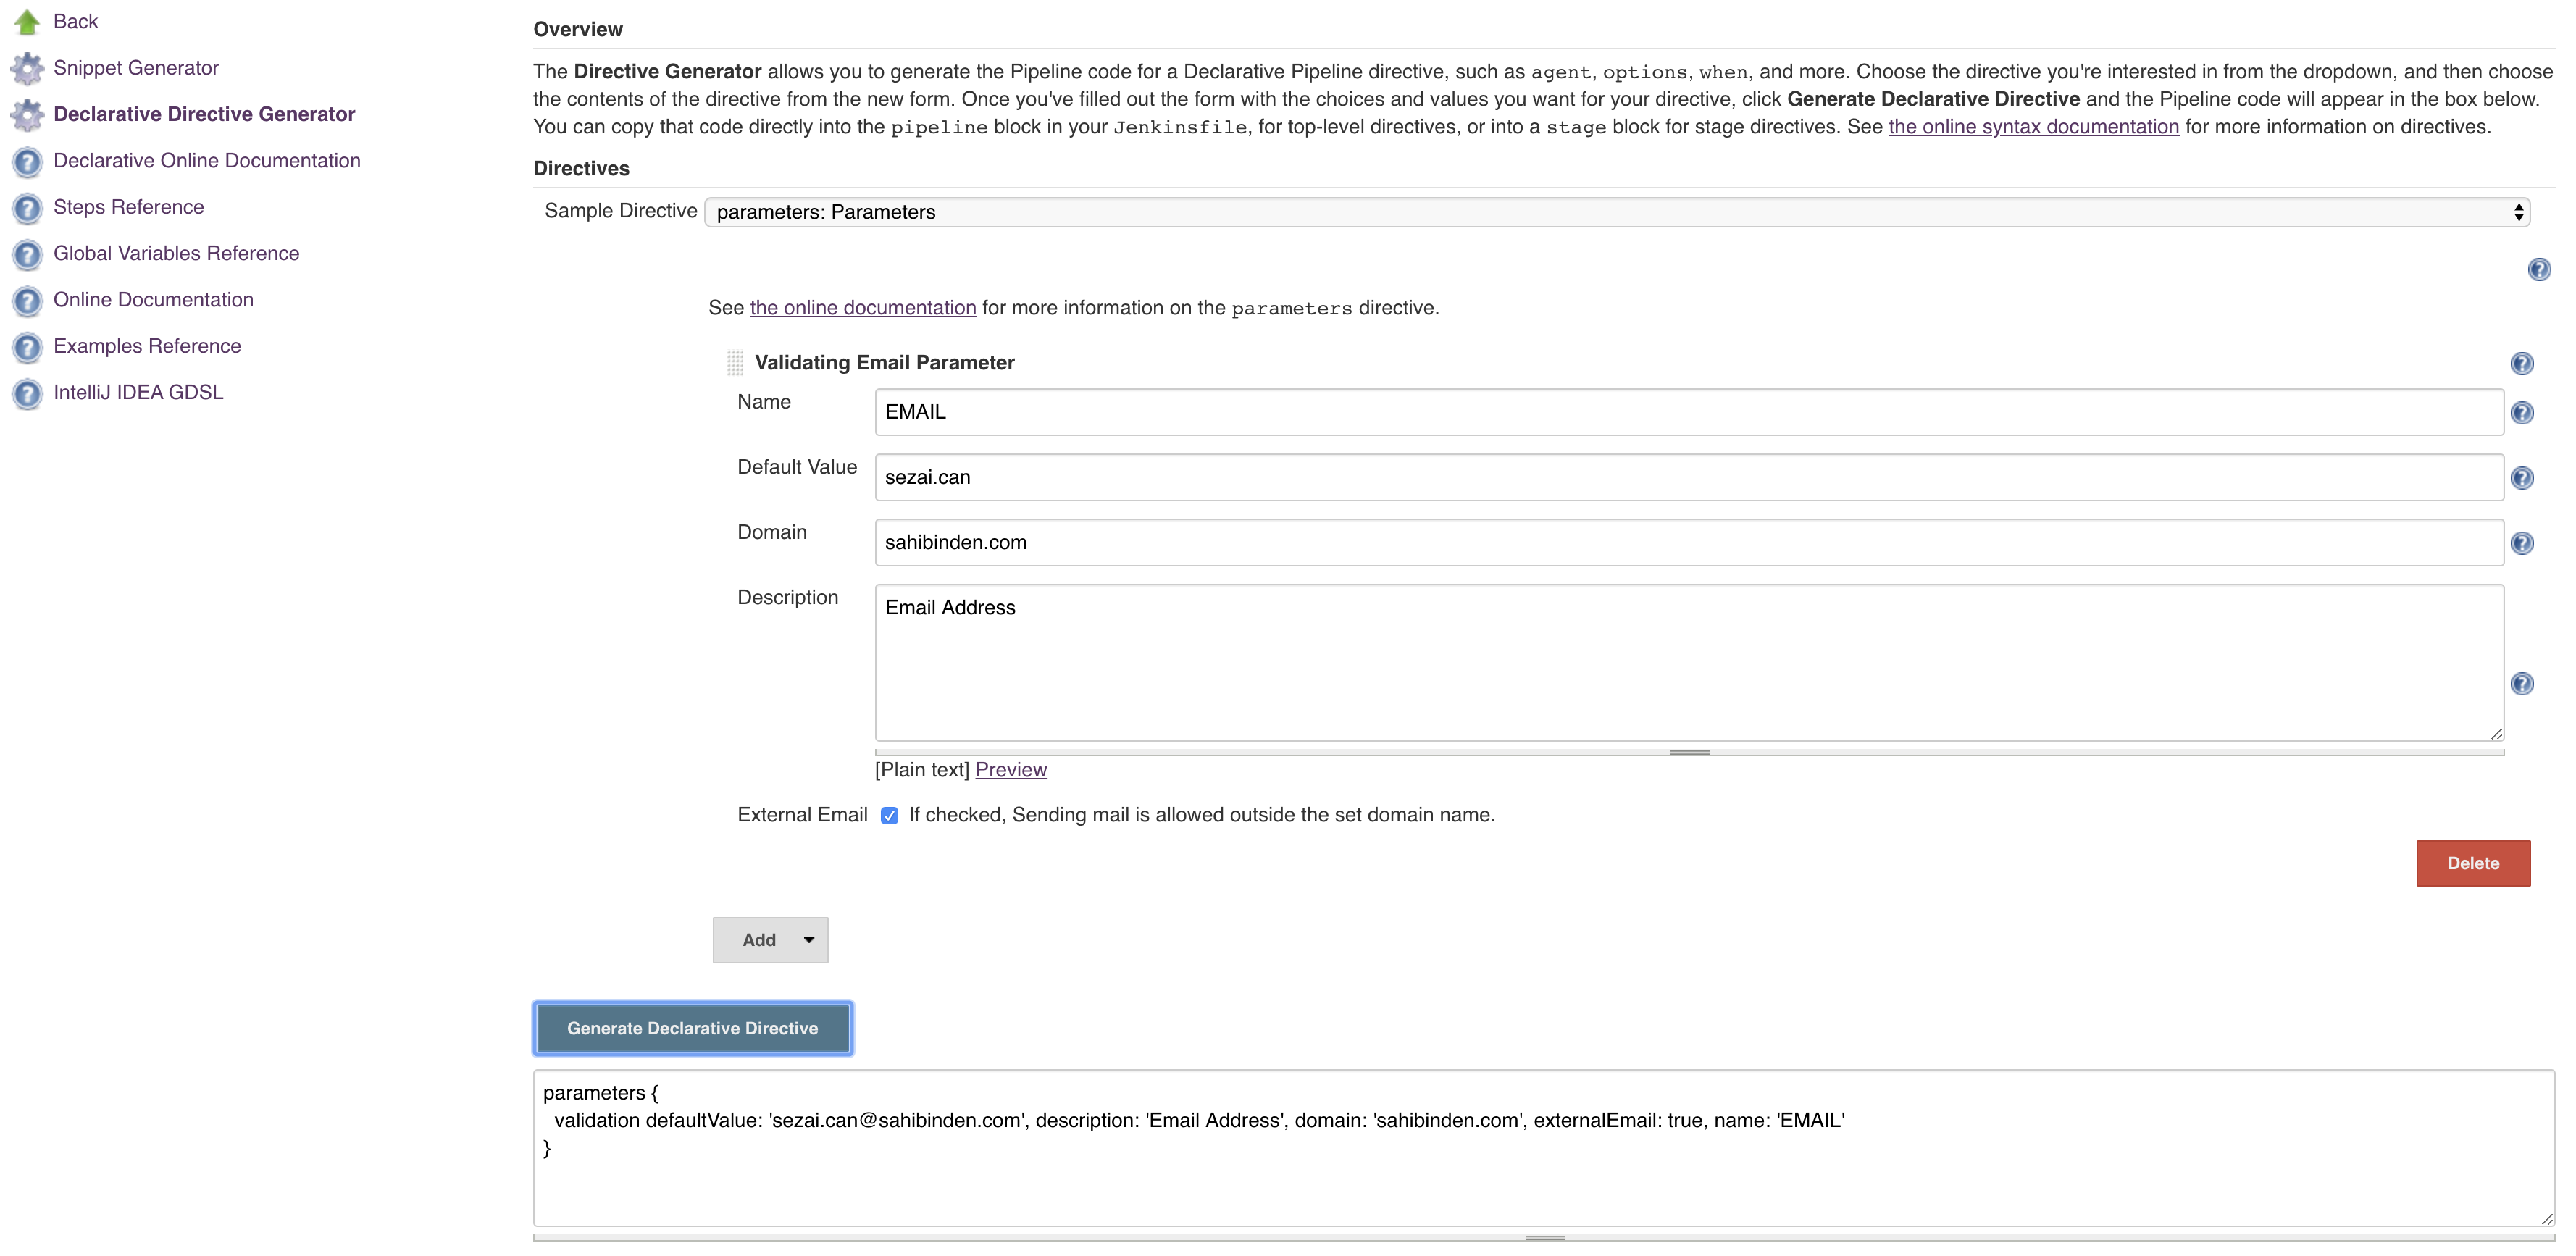 Back
Snippet Generator
Declarative Directive Generator
Declarative Online Documentation
Steps Reference
Global Variables Reference
Online Documentation
Examples Reference
IntelliJ IDEA GDSL
Overview
The Directive Generator allows you to generate the Pipeline code for a Declarative Pipeline directive, such as agent, options, when, and more. Choose the directive you're interested in from the dropdown, and then choose
the contents of the directive from the new form. Once you've filled out the form with the choices and values you want for your directive, click Generate Declarative Directive and the Pipeline code will appear in the box below.
You can copy that code directly into the pipeline block in your Jenkinsfile, for top-level directives, or into a stage block for stage directives. See the online syntax documentation for more information on directives.
Directives
Sample Directive parameters: Parameters
See the online documentation for more information on the parameters directive.
Validating Email Parameter
Name EMAIL
Default Value sezai.can
Domain sahibinden.com
Description Email Address
[Plain text] Preview
External Email If checked, Sending mail is allowed outside the set domain name.
Delete
Add
Generate Declarative Directive
parameters {
validation defaultValue: 'sezai.can@sahibinden.com', description: 'Email Address', domain: 'sahibinden.com', externalEmail: true, name: 'EMAIL'
}